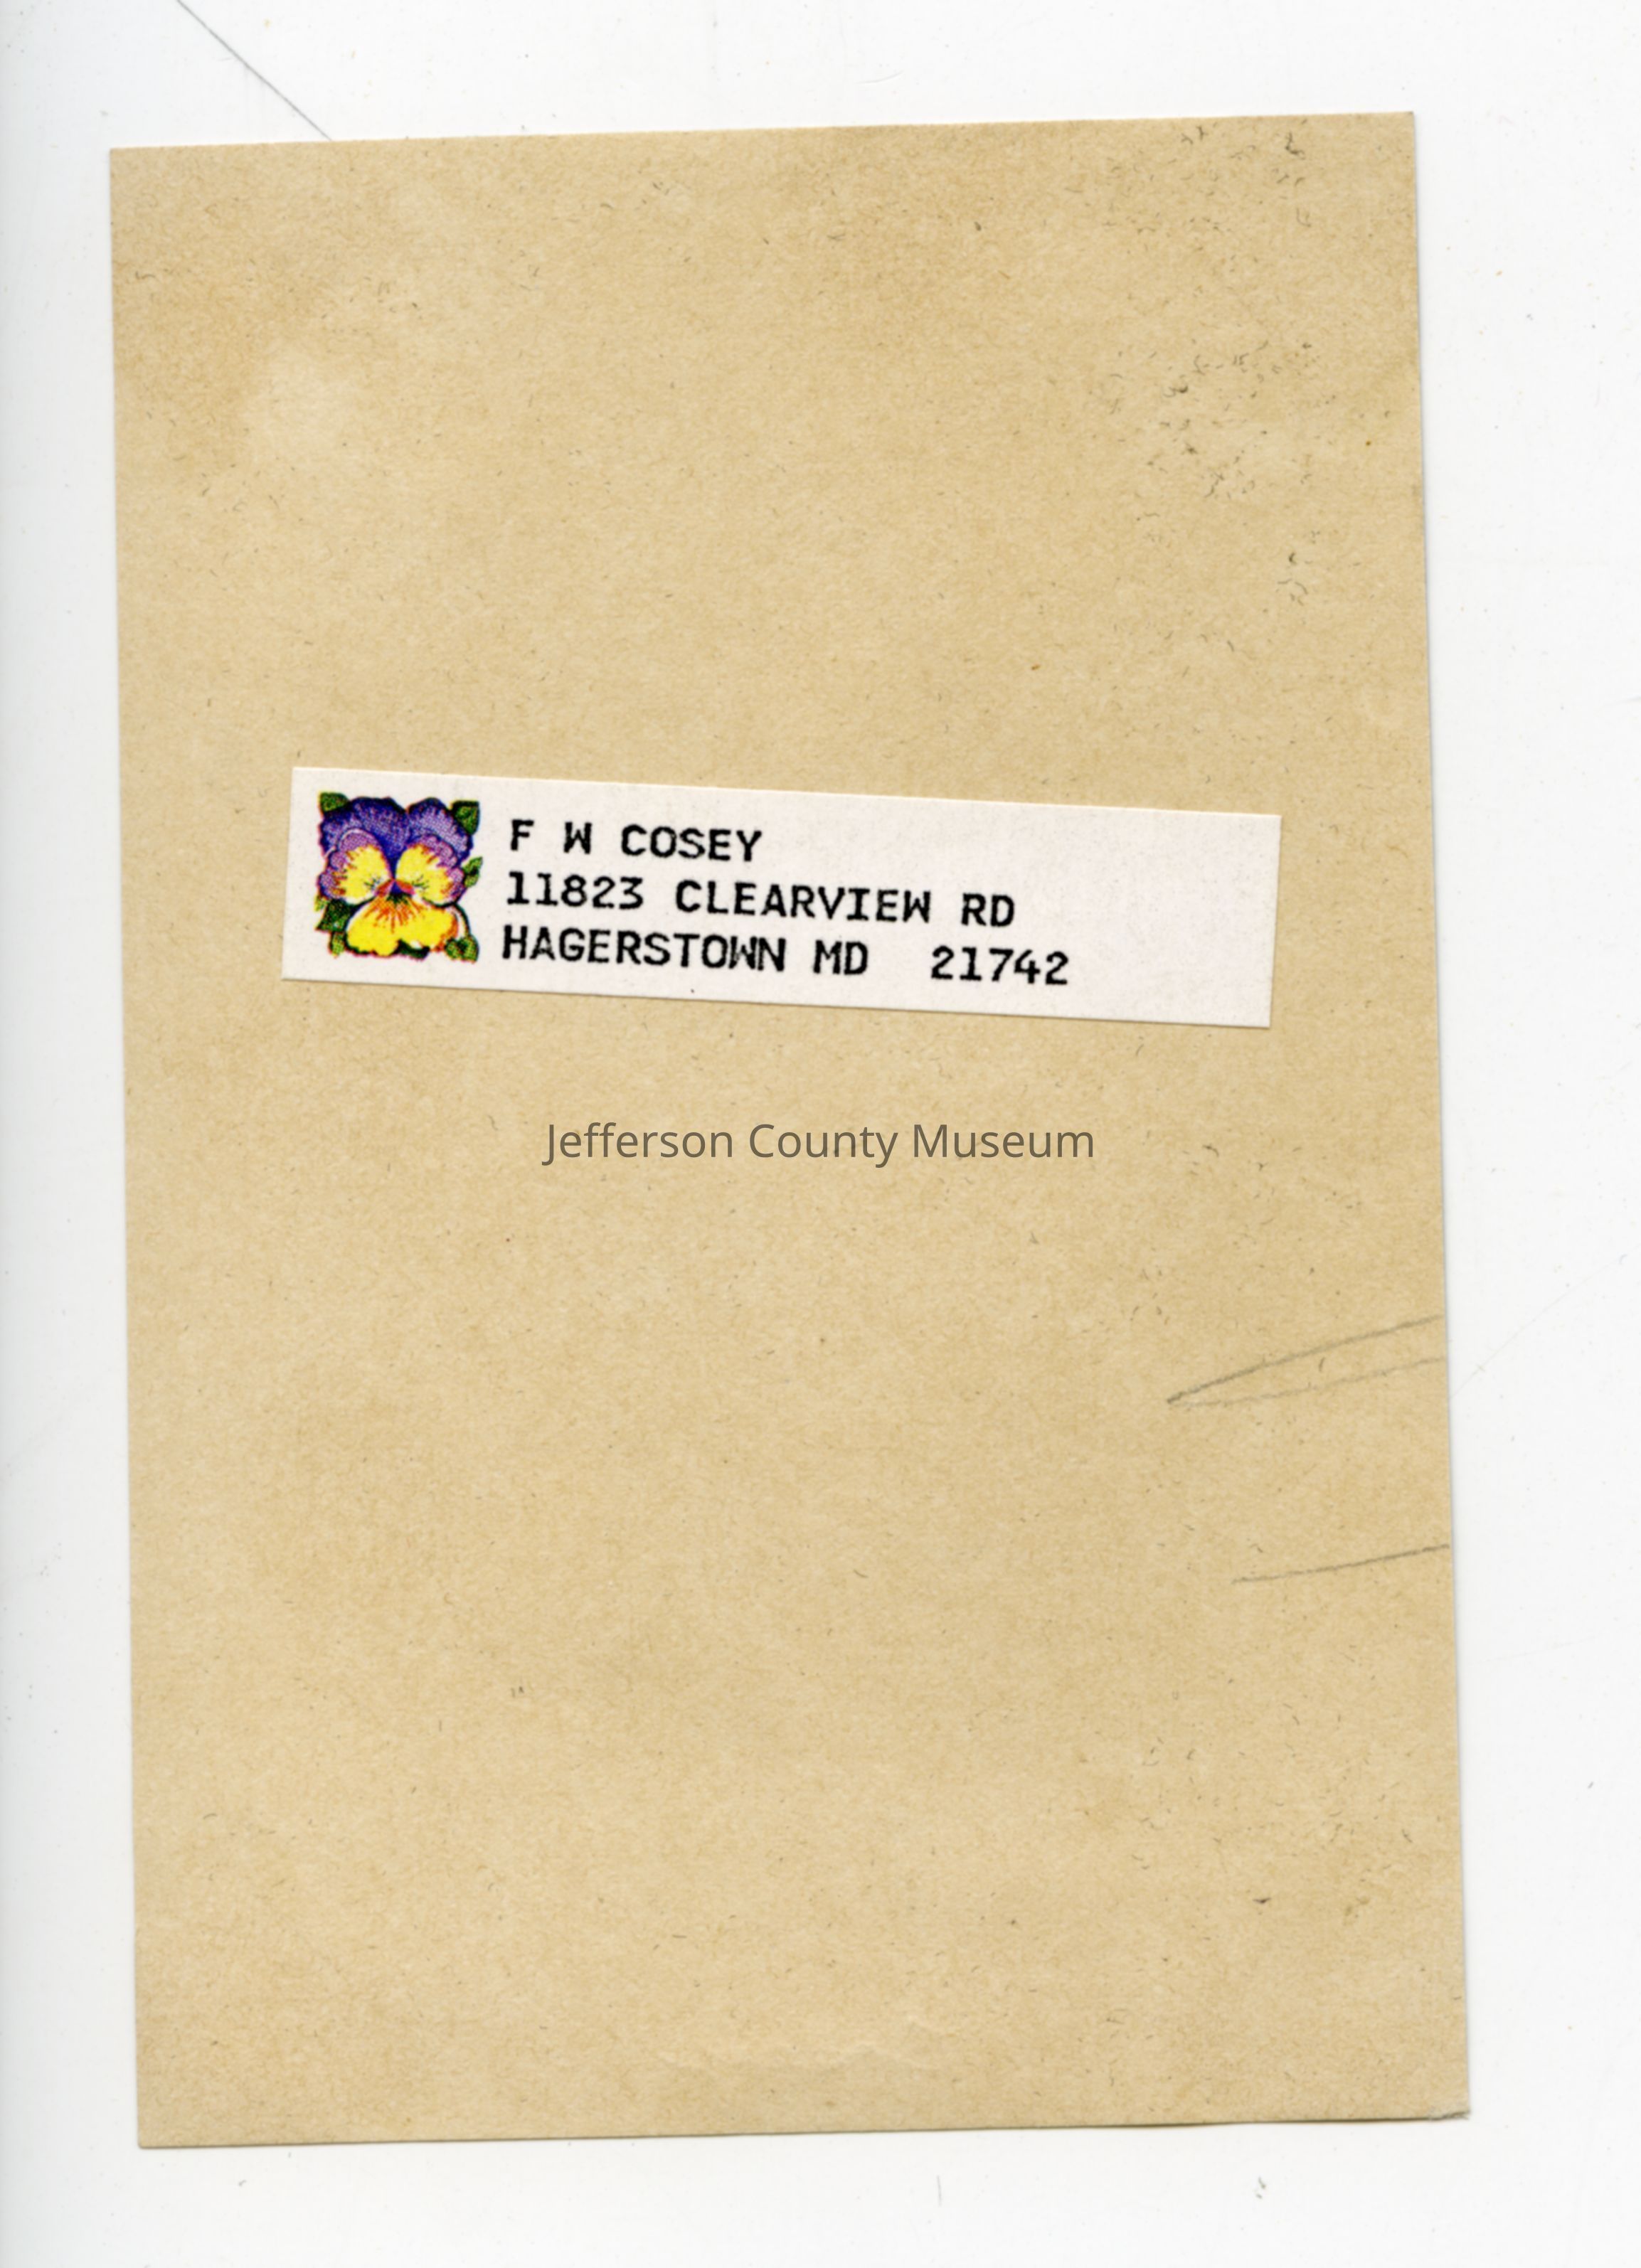 F W COSEY
11823 CLEARVIEW RD
HAGERSTOWN MD 21742
Jefferson County Museum